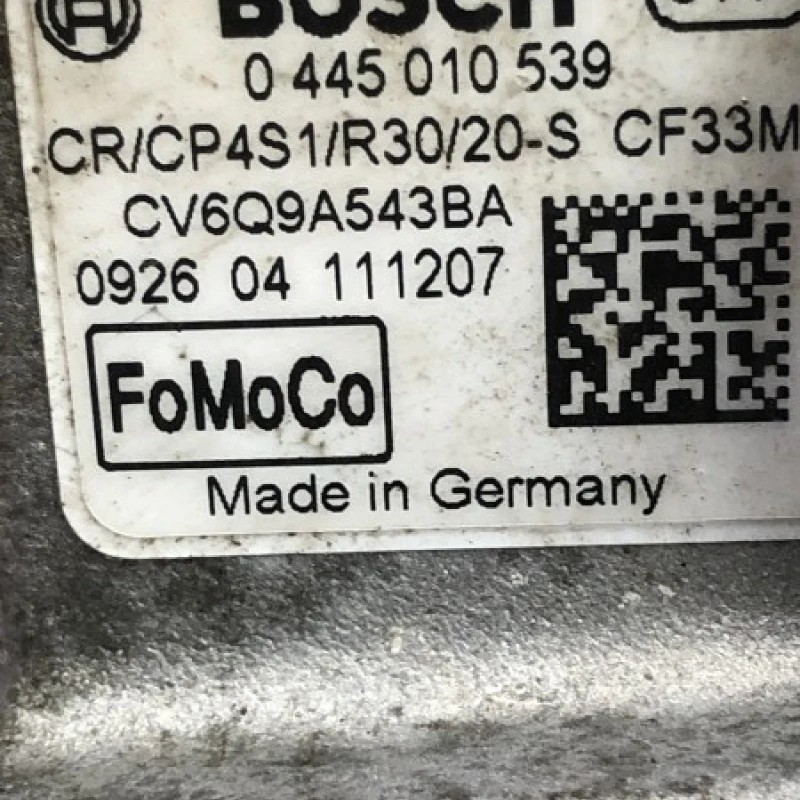 BOSCH
0 445 010 539
CR/CP4S1/R30/20-S CF33M
CV6Q9A543BA
0926 04 111207
FoMoCo
Made in Germany